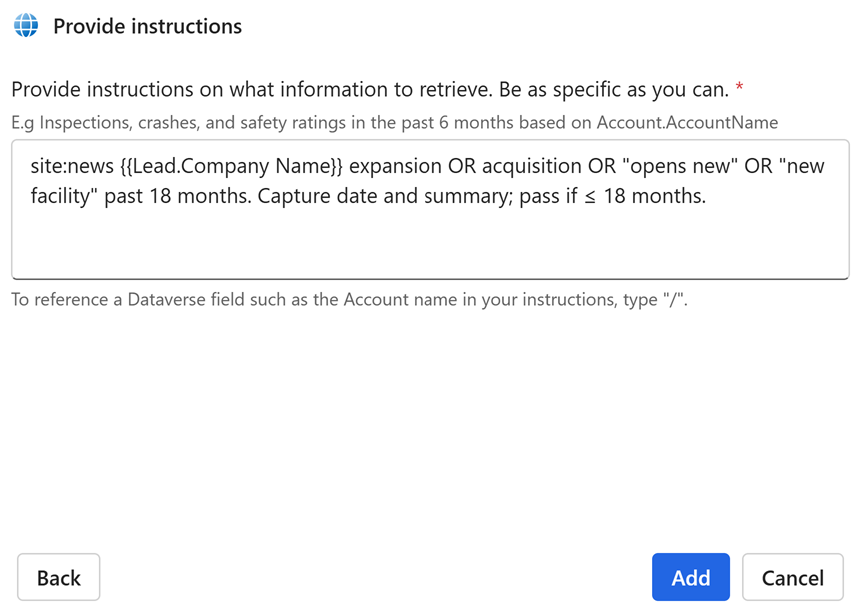 Provide instructions
Provide instructions on what information to retrieve. Be as specific as you can. *
E.g Inspections, crashes, and safety ratings in the past 6 months based on Account.AccountName
site:news {{Lead.Company Name}} expansion OR acquisition OR "opens new" OR "new
facility" past 18 months. Capture date and summary; pass if ≤ 18 months.
To reference a Dataverse field such as the Account name in your instructions, type "/".
Back
Add
Cancel